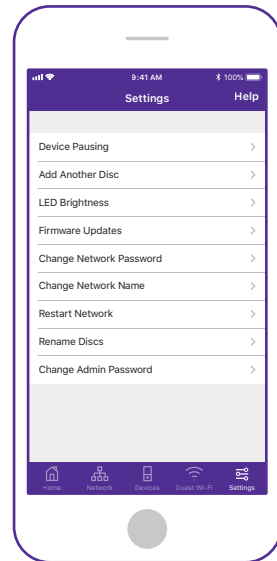 9:41 AM 100%
Settings Help
Device Pausing
Add Another Disc
LED Brightness
Firmware Updates
Change Network Password
Change Network Name
Restart Network
Rename Discs
Change Admin Password
Home Network Devices Guest Wi-Fi Settings